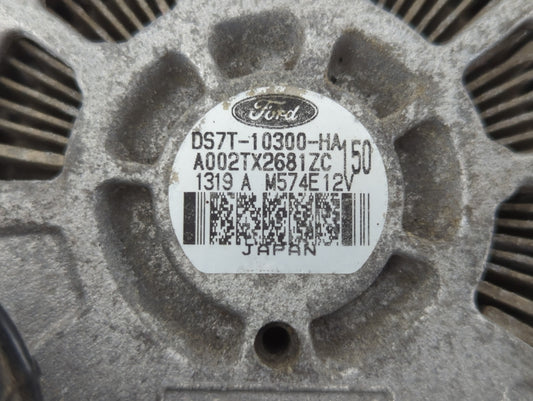 Ford
DS7T-10300-HA
A002TX2681ZC 150
1319 A M574E12V
JAPAN